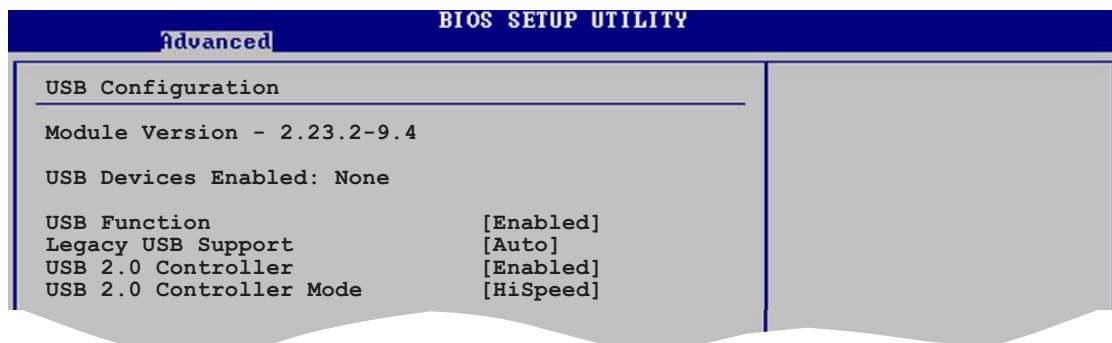 BIOS SETUP UTILITY
Advanced
USB Configuration
Module Version - 2.23.2-9.4
USB Devices Enabled: None
USB Function [Enabled]
Legacy USB Support [Auto]
USB 2.0 Controller [Enabled]
USB 2.0 Controller Mode [HiSpeed]